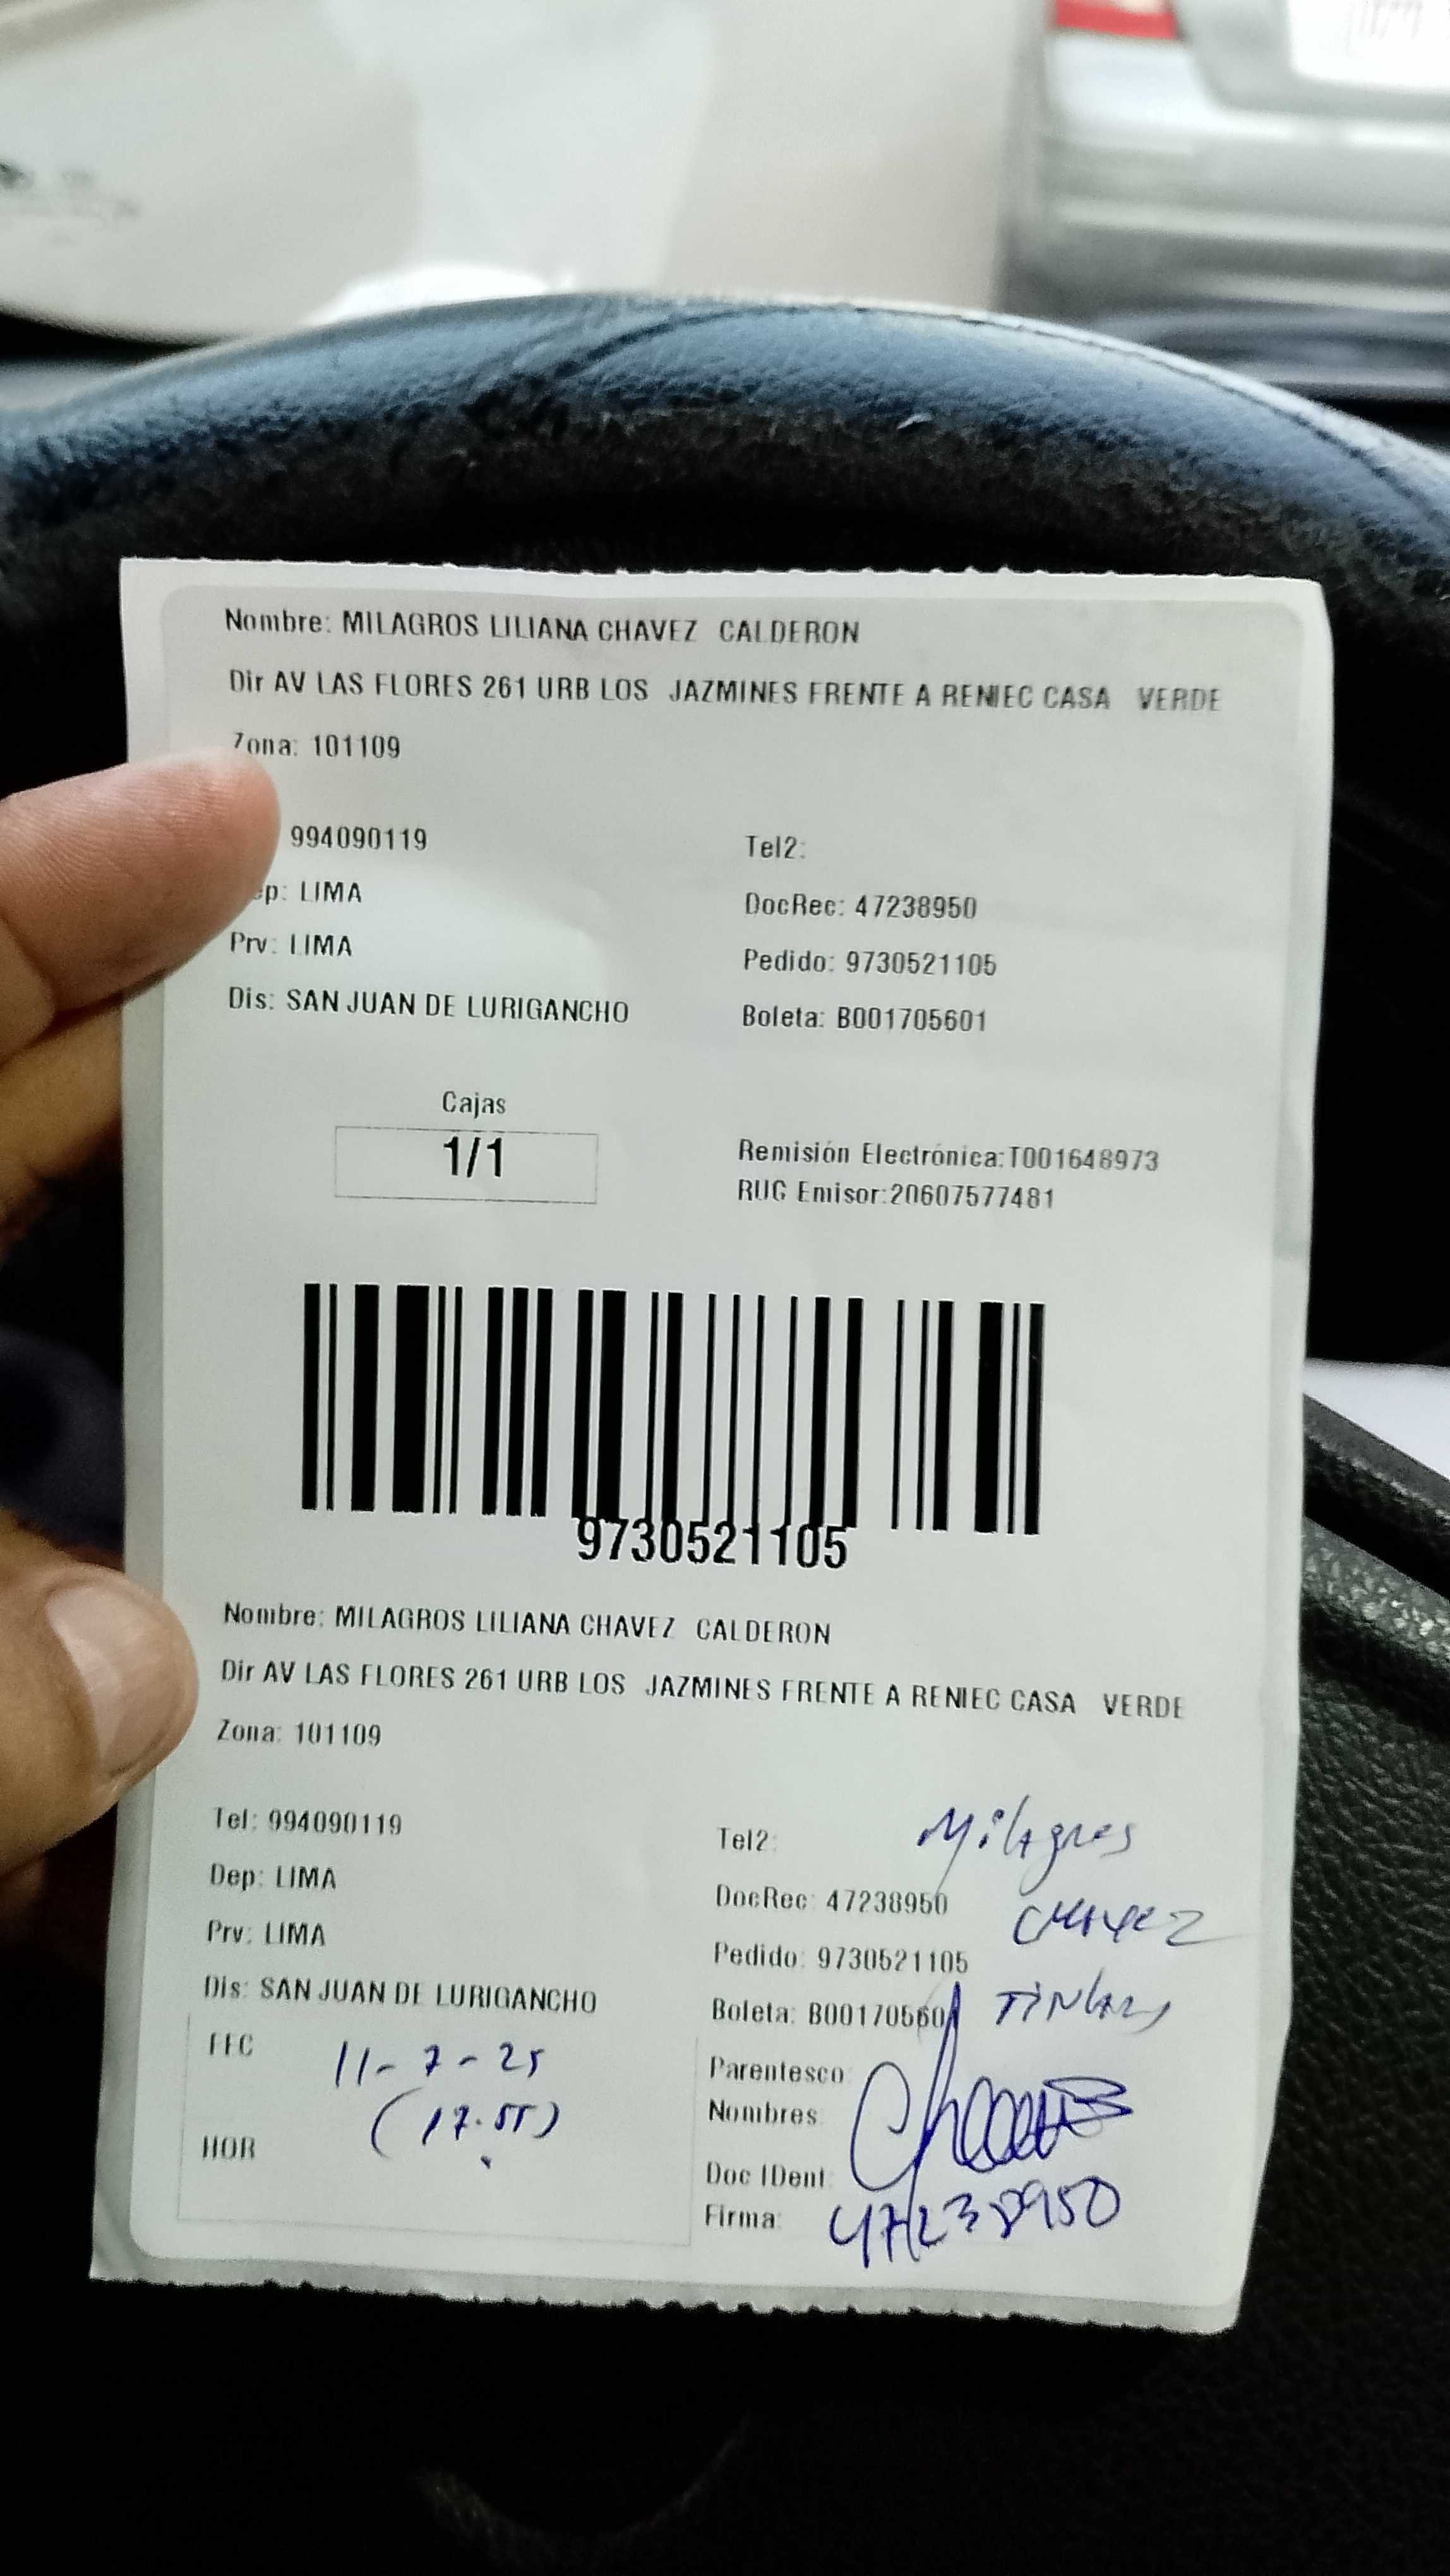 Nombre: MILAGROS LILIANA CHAVEZ CALDERON
Dir AV LAS FLORES 261 URB LOS JAZMINES FRENTE A RENIEC CASA VERDE
Zona: 101109
994090119 Tel2:
ep: LIMA DocRec: 47238950
Prv: LIMA Pedido: 9730521105
Dis: SAN JUAN DE LURIGANCHO Boleta: B001705601
Cajas
1/1
Remisión Electrónica:T001648973
RUC Emisor:20607577481
9730521105
Nombre: MILAGROS LILIANA CHAVEZ CALDERON
Dir AV LAS FLORES 261 URB LOS JAZMINES FRENTE A RENIEC CASA VERDE
Zona: 101109
Tel: 994090119 Tel2: Milagros
Dep: LIMA DocRec: 47238950 CHAVEZ
Prv: LIMA Pedido: 9730521105
Dis: SAN JUAN DE LURIGANCHO Boleta: B001705601
FEC 11-7-25 Parentesco:
(17.55) Nombres:
HOR Doc IDent:
Firma: 47238950